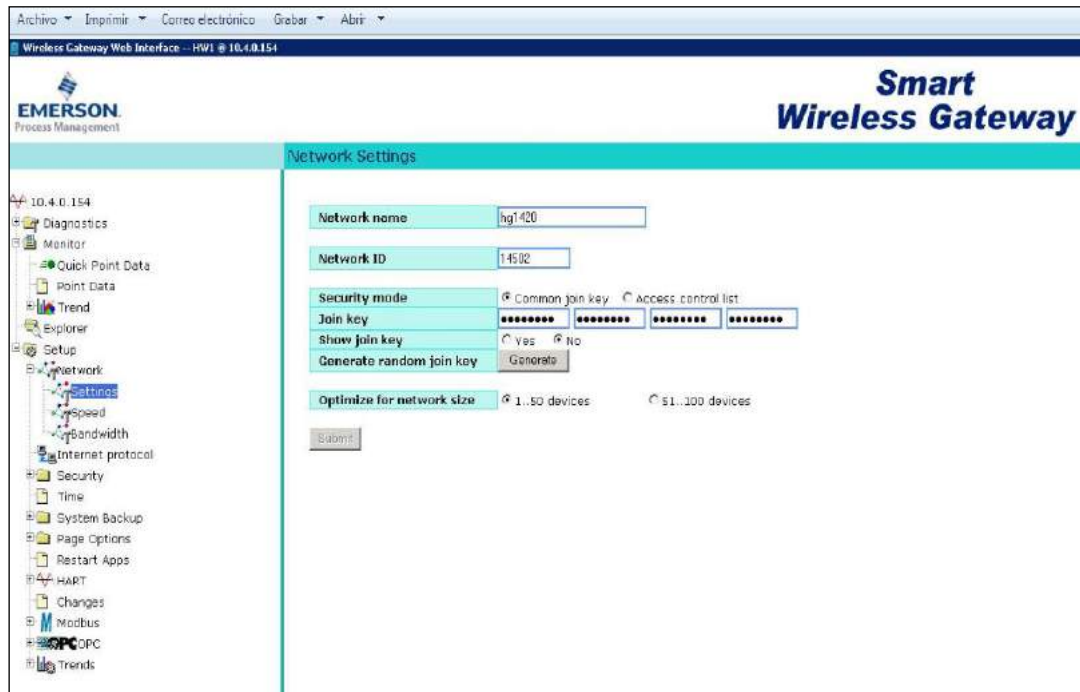 Archivo Imprimir Correo electrónico Grabar Abrir
Wireless Gateway Web Interface -- HW1 @ 10.4.0.154
EMERSON.
Process Management
Smart
Wireless Gateway
Network Settings
10.4.0.154
Diagnostics
Monitor
Quick Point Data
Point Data
Trend
Explorer
Setup
Network
Settings
Speed
Bandwidth
Internet protocol
Security
Time
System Backup
Page Options
Restart Apps
HART
Changes
Modbus
OPC OPC
Trends
Network name hg1420
Network ID 14502
Security mode Common join key Access control list
Join key •••••••• •••••••• •••••••• ••••••••
Show join key Yes No
Generate random join key Generate
Optimize for network size 1..50 devices 51..100 devices
Submit